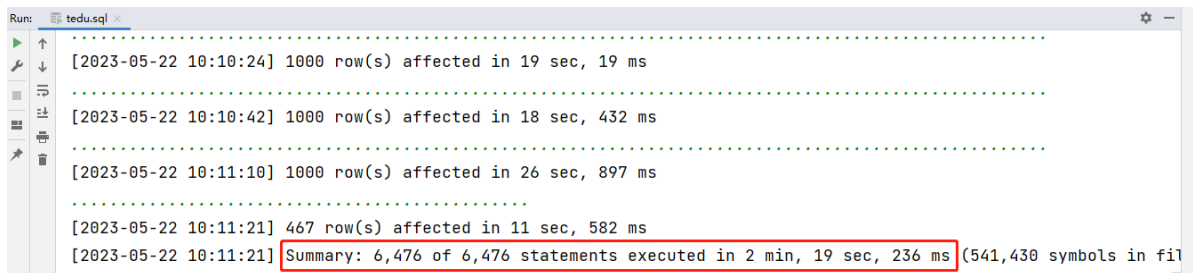 Run: tedu.sql ×
[2023-05-22 10:10:24] 1000 row(s) affected in 19 sec, 19 ms
[2023-05-22 10:10:42] 1000 row(s) affected in 18 sec, 432 ms
[2023-05-22 10:11:10] 1000 row(s) affected in 26 sec, 897 ms
[2023-05-22 10:11:21] 467 row(s) affected in 11 sec, 582 ms
[2023-05-22 10:11:21] Summary: 6,476 of 6,476 statements executed in 2 min, 19 sec, 236 ms (541,430 symbols in fil